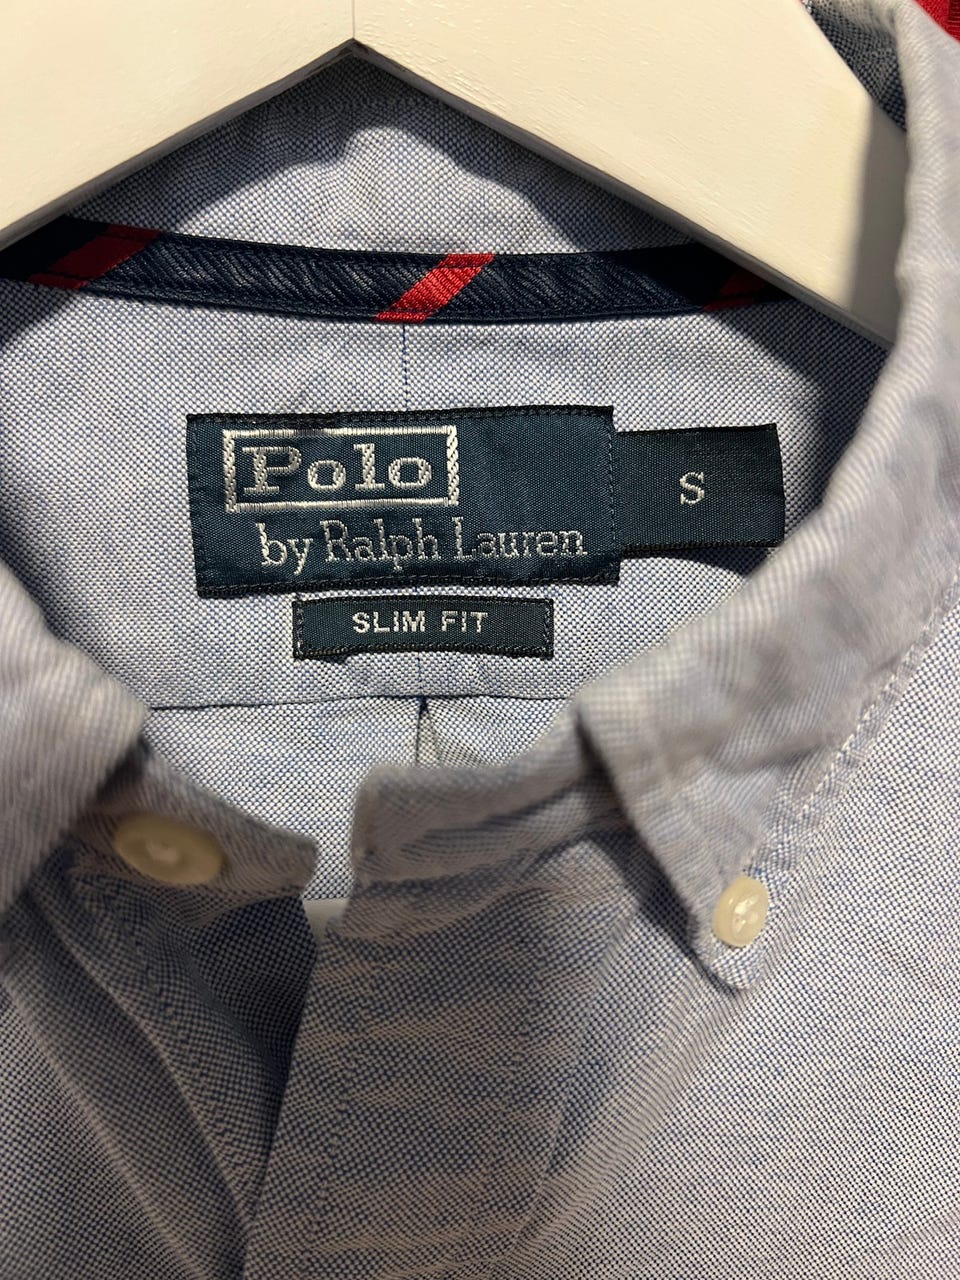 Polo
by Ralph Lauren
S
SLIM FIT